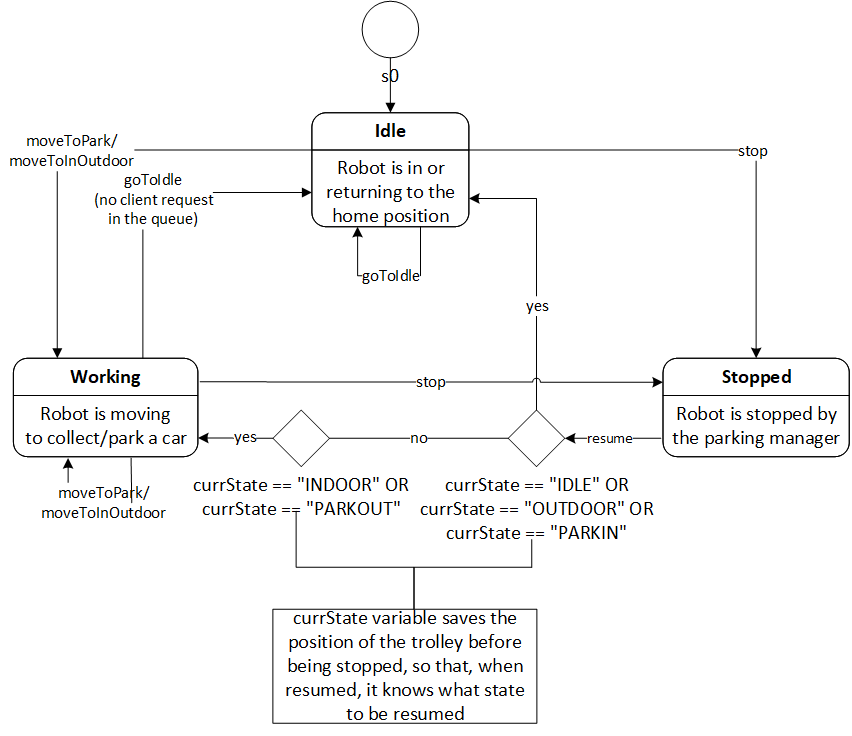 s0
Idle
Robot is in or
returning to the
home position
moveToPark/
moveToInOutdoor
stop
goToIdle
(no client request
in the queue)
goToIdle
yes
Working
Robot is moving
to collect/park a car
stop
Stopped
Robot is stopped by
the parking manager
yes
no
resume
moveToPark/
moveToInOutdoor
currState == "INDOOR" OR
currState == "PARKOUT"
currState == "IDLE" OR
currState == "OUTDOOR" OR
currState == "PARKIN"
currState variable saves the
position of the trolley before
being stopped, so that, when
resumed, it knows what state
to be resumed